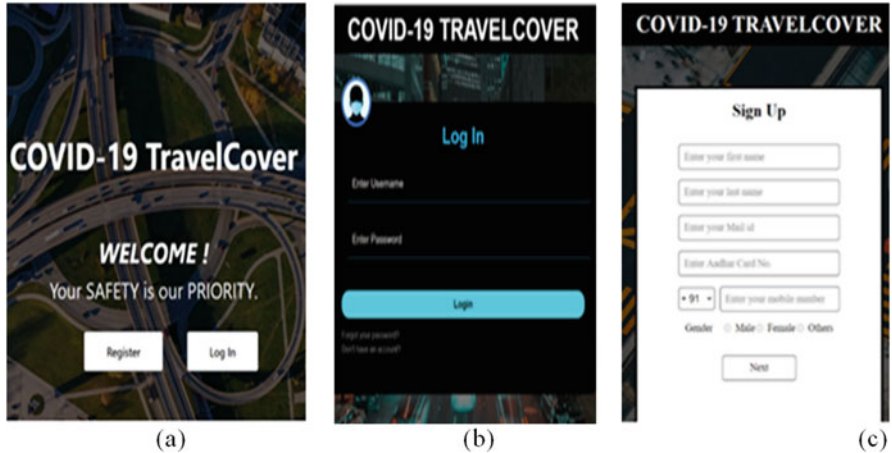 COVID-19 TravelCover
WELCOME !
Your SAFETY is our PRIORITY.
Register
Log In
(a)
COVID-19 TRAVELCOVER
Log In
Enter Username
Enter Password
Login
Forgot your password?
Don't have an account?
(b)
COVID-19 TRAVELCOVER
Sign Up
Enter your first name
Enter your last name
Enter your Mail id
Enter Aadhar Card No.
+ 91
Enter your mobile number
Gender Male Female Others
Next
(c)